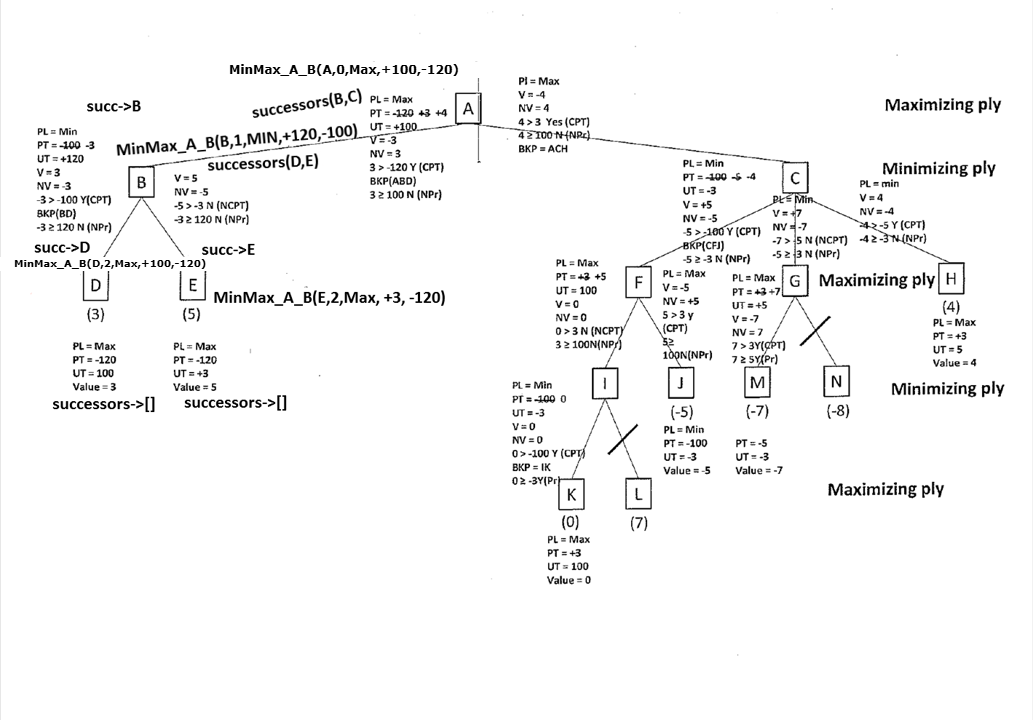 MinMax_A_B(A,0,Max,+100,-120)
Pl = Max
V = -4
NV = 4
4 > 3 Yes (CPT)
4 ≥ 100 N (NPr)
BKP = ACH
A
Maximizing ply
succ->B
successors(B,C)
PL = Max
PT = -120 +3 +4
UT = +100
V = -3
NV = 3
3 > -120 Y (CPT)
BKP(ABD)
3 ≥ 100 N (NPr)
MinMax_A_B(B,1,MIN,+120,-100)
successors(D,E)
PL = Min
PT = -100 -3
UT = +120
V = 3
NV = -3
-3 > -100 Y(CPT)
BKP(BD)
-3 ≥ 120 N (NPr)
B
V = 5
NV = -5
-5 > -3 N (NCPT)
-3 ≥ 120 N (NPr)
Minimizing ply
PL = Min
PT = -100 -5 -4
UT = -3
V = +5
NV = -5
-5 > -100 Y (CPT)
BKP(CFJ)
-5 ≥ -3 N (NPr)
C
PL = Min
V = +7
NV = -7
-7 > -5 N (NCPT)
-5 ≥ -3 N (NPr)
PL = min
V = 4
NV = -4
-4 > -5 Y (CPT)
-4 ≥ -3 N (NPr)
succ->D
succ->E
MinMax_A_B(D,2,Max,+100,-120)
D
(3)
E
(5)
MinMax_A_B(E,2,Max, +3, -120)
PL = Max
PT = -120
UT = 100
Value = 3
successors->[]
PL = Max
PT = -120
UT = +3
Value = 5
successors->[]
PL = Max
PT = +3 +5
UT = 100
V = 0
NV = 0
0 > 3 N (NCPT)
3 ≥ 100N(NPr)
F
PL = Max
V = -5
NV = +5
5 > 3 y
(CPT)
5≥
100N(NPr)
PL = Max
PT = +3 +7
UT = +5
V = -7
NV = 7
7 > 3Y(CPT)
7 ≥ 5Y(Pr)
G
Maximizing ply
H
(4)
PL = Max
PT = +3
UT = 5
Value = 4
PL = Min
PT = -100 0
UT = -3
V = 0
NV = 0
0 > -100 Y (CPT)
BKP = IK
0 ≥ -3Y(Pr)
I
J
(-5)
M
(-7)
N
(-8)
Minimizing ply
PL = Min
PT = -100
UT = -3
Value = -5
PT = -5
UT = -3
Value = -7
K
(0)
L
(7)
Maximizing ply
PL = Max
PT = +3
UT = 100
Value = 0